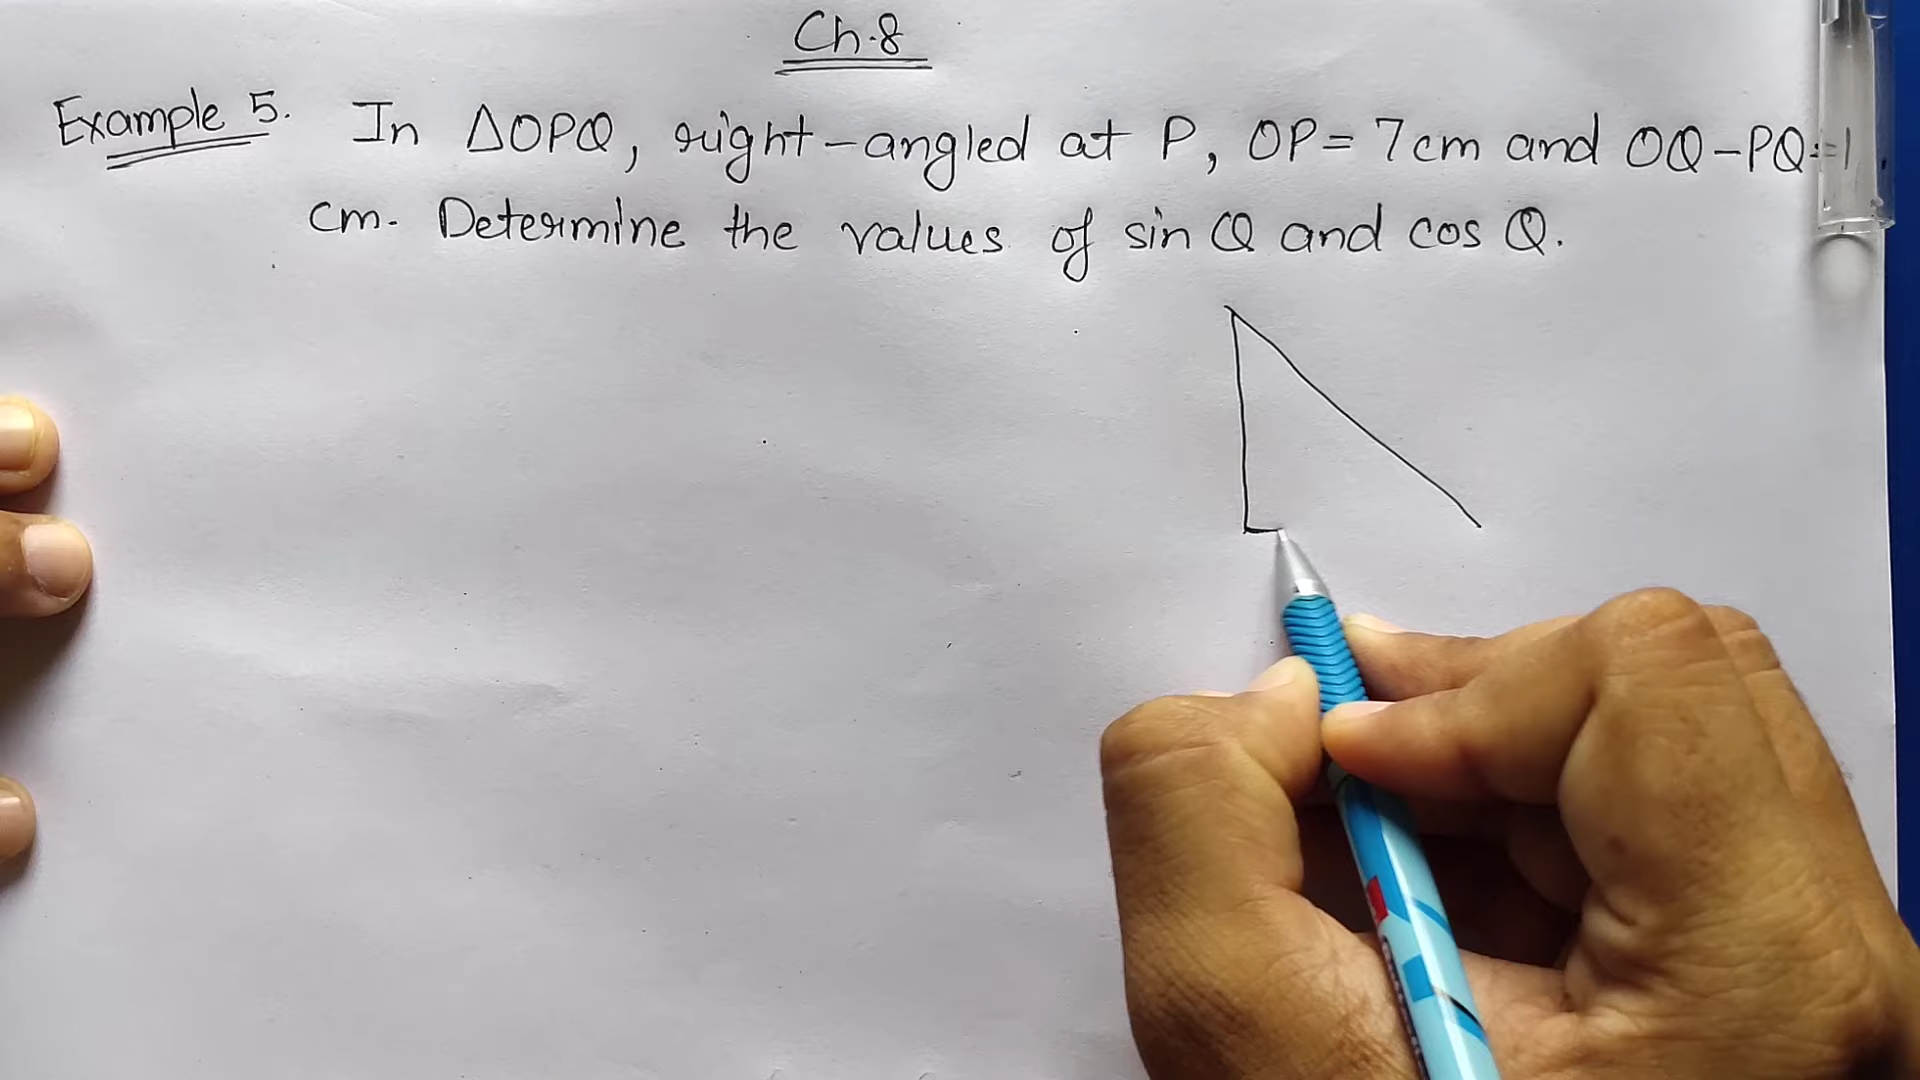 Ch.8
Example 5. In △OPQ, right-angled at P, OP = 7cm and OQ-PQ=1
cm. Determine the values of sin Q and cos Q.